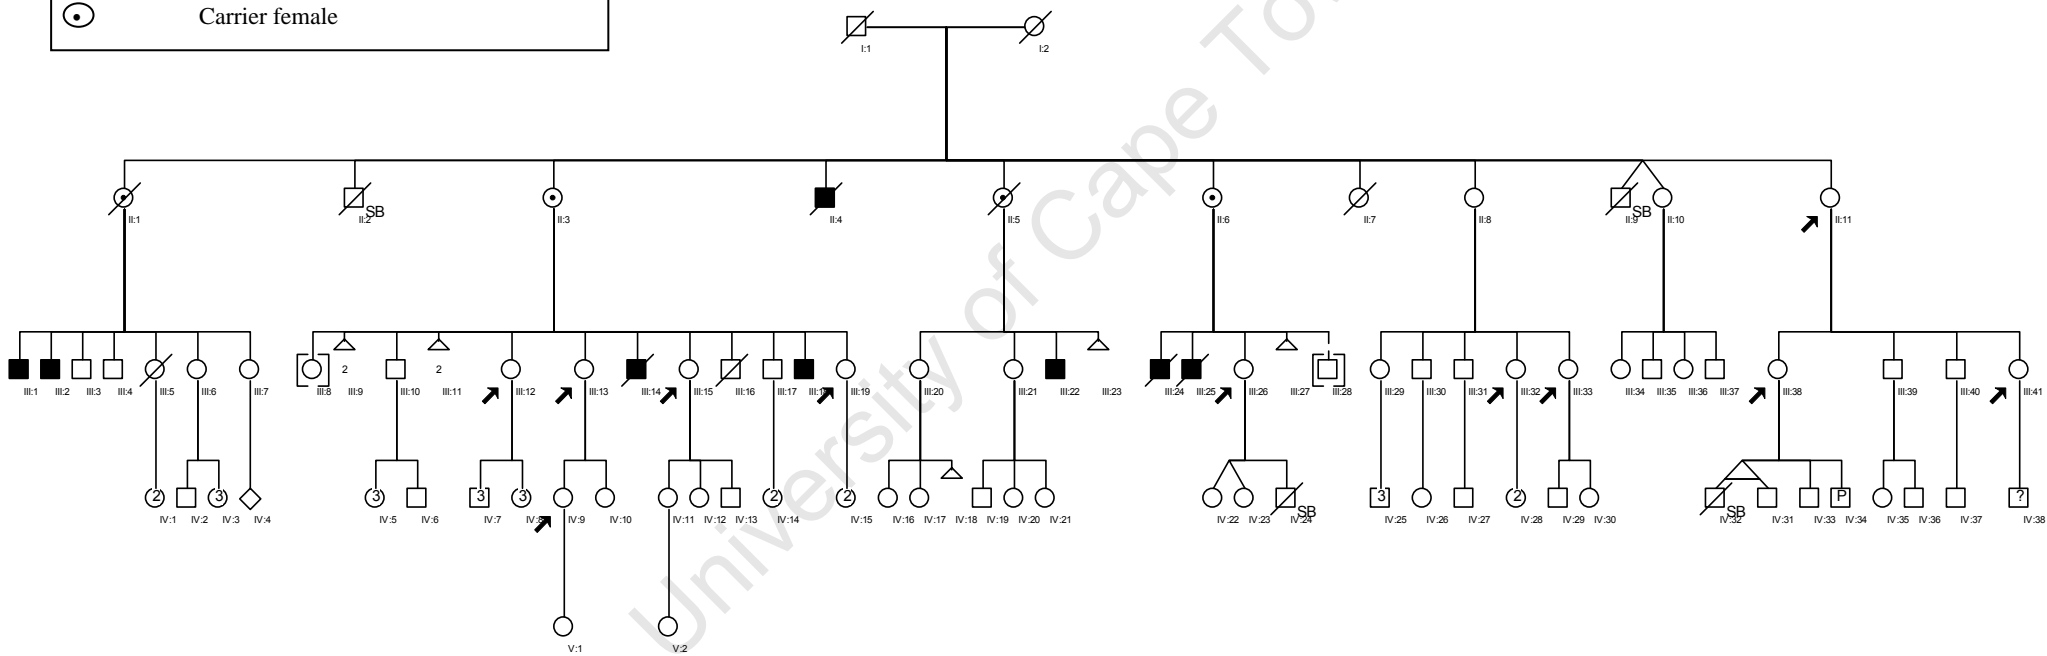 Carrier female
I:1 I:2
SB SB
II:1 II:2 II:3 II:4 II:5 II:6 II:7 II:8 II:9 II:10 II:11
2 2
III:1 III:2 III:3 III:4 III:5 III:6 III:7 III:8 III:9 III:10 III:11 III:12 III:13 III:14 III:15 III:16 III:17 III:19 III:20 III:21 III:22 III:23 III:24 III:25 III:26 III:27 III:28 III:29 III:30 III:31 III:32 III:33 III:34 III:35 III:36 III:37 III:38 III:39 III:40 III:41
2 3 3 3 3 2 2 3 2 P ?
SB SB
IV:1 IV:2 IV:3 IV:4 IV:5 IV:6 IV:7 IV:8 IV:9 IV:10 IV:11 IV:12 IV:13 IV:14 IV:15 IV:16 IV:17 IV:18 IV:19 IV:20 IV:21 IV:22 IV:23 IV:24 IV:25 IV:26 IV:27 IV:28 IV:29 IV:30 IV:32 IV:31 IV:33 IV:34 IV:35 IV:36 IV:37 IV:38
V:1 V:2
University of Cape To